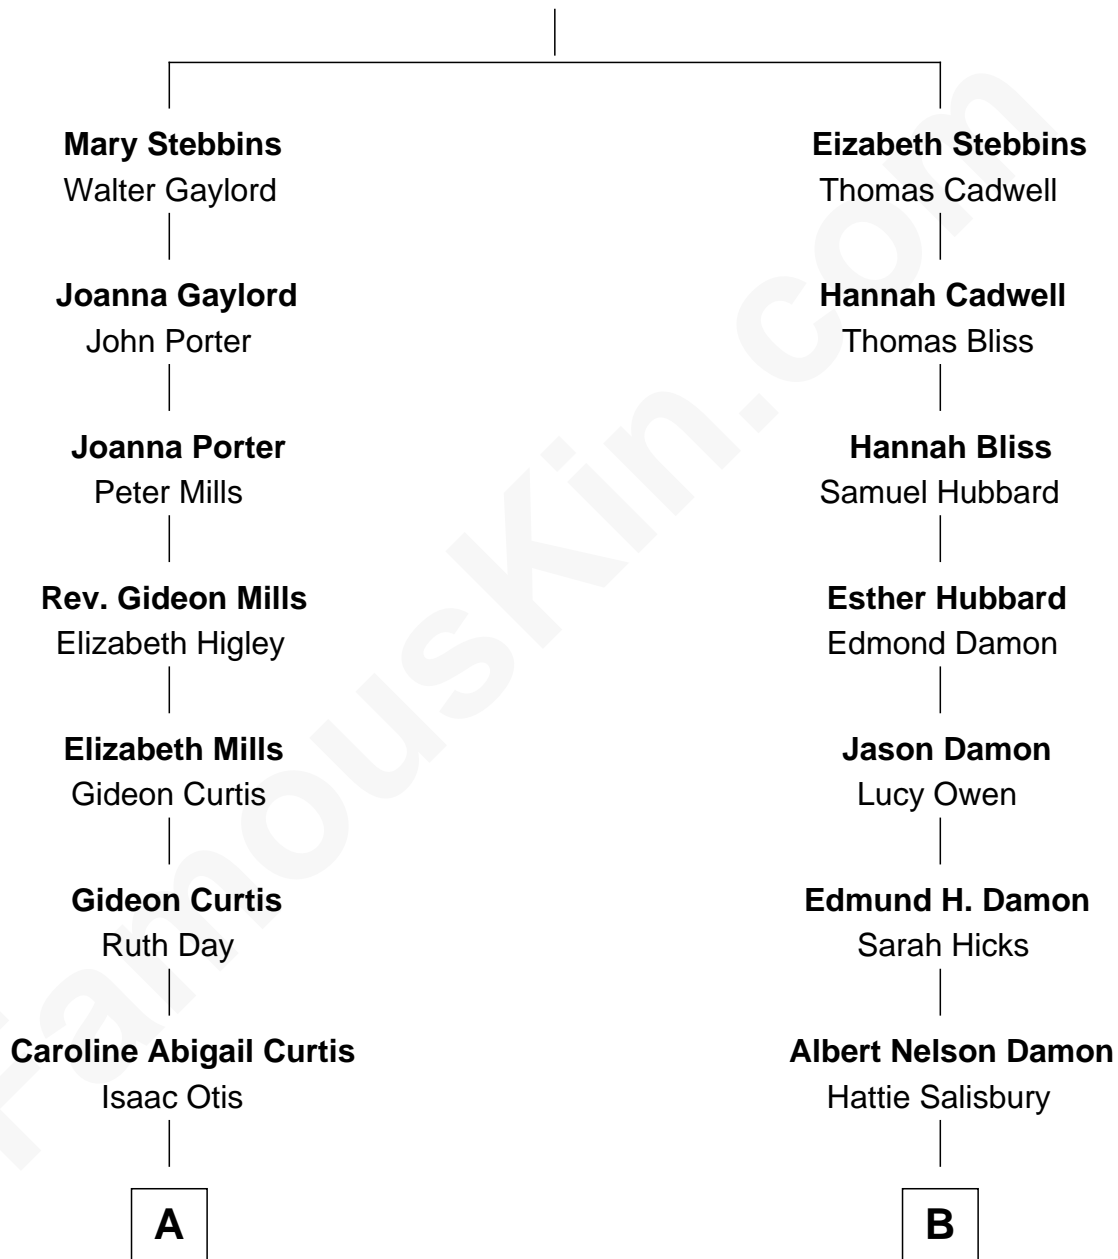 Mary Stebbins
Walter Gaylord
Eizabeth Stebbins
Thomas Cadwell
Joanna Gaylord
John Porter
Hannah Cadwell
Thomas Bliss
Joanna Porter
Peter Mills
Hannah Bliss
Samuel Hubbard
Rev. Gideon Mills
Elizabeth Higley
Esther Hubbard
Edmond Damon
Elizabeth Mills
Gideon Curtis
Jason Damon
Lucy Owen
Gideon Curtis
Ruth Day
Edmund H. Damon
Sarah Hicks
Caroline Abigail Curtis
Isaac Otis
Albert Nelson Damon
Hattie Salisbury
A
B
FamousKin.com